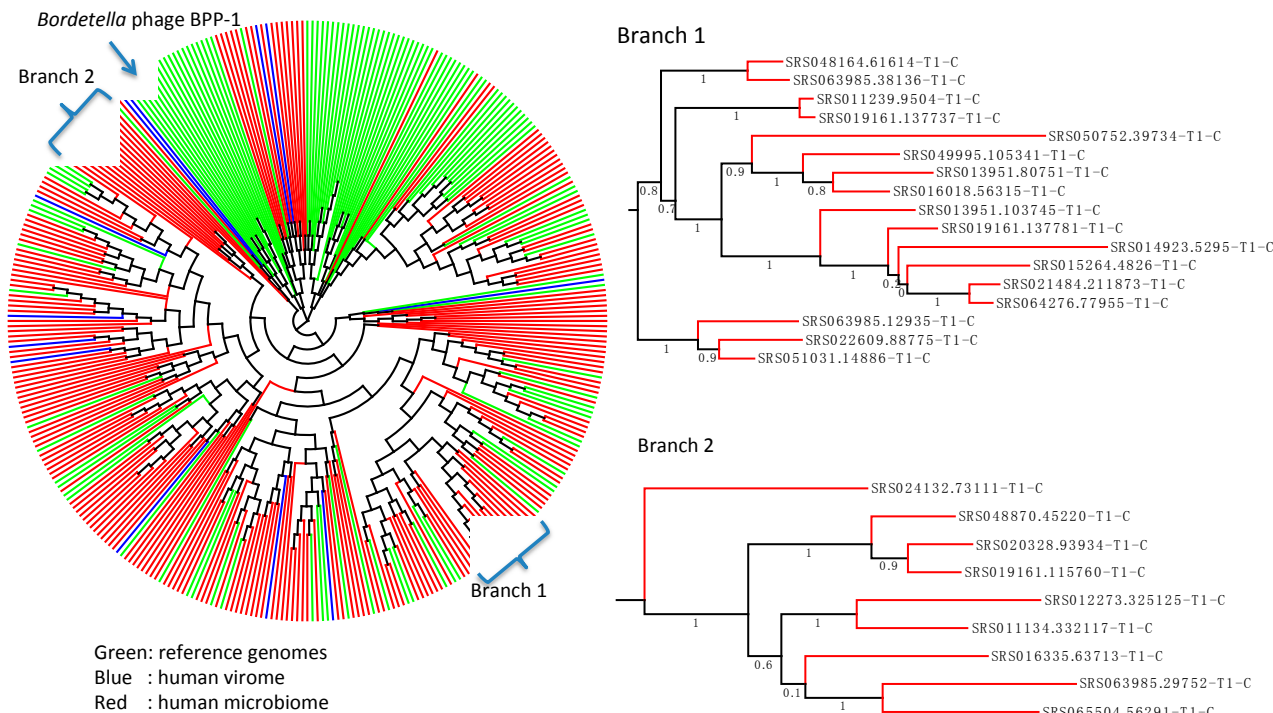 Bordetella phage BPP-1
Branch 2
Branch 1
Green: reference genomes
Blue : human virome
Red : human microbiome
Branch 1
SRS048164.61614-T1-C
1
SRS063985.38136-T1-C
SRS011239.9504-T1-C
1
SRS019161.137737-T1-C
SRS050752.39734-T1-C
SRS049995.105341-T1-C
0.9
SRS013951.80751-T1-C
1
0.8
SRS016018.56315-T1-C
0.8
0.7
SRS013951.103745-T1-C
1
SRS019161.137781-T1-C
SRS014923.5295-T1-C
1
SRS015264.4826-T1-C
1
0
SRS021484.211873-T1-C
1
SRS064276.77955-T1-C
SRS063985.12935-T1-C
1
SRS022609.88775-T1-C
0.9
SRS051031.14886-T1-C
Branch 2
SRS024132.73111-T1-C
SRS048870.45220-T1-C
1
SRS020328.93934-T1-C
0.9
SRS019161.115760-T1-C
SRS012273.325125-T1-C
1
1
SRS011134.332117-T1-C
SRS016335.63713-T1-C
0.6
SRS063985.29752-T1-C
0.1
1
SRS065504.56291-T1-C